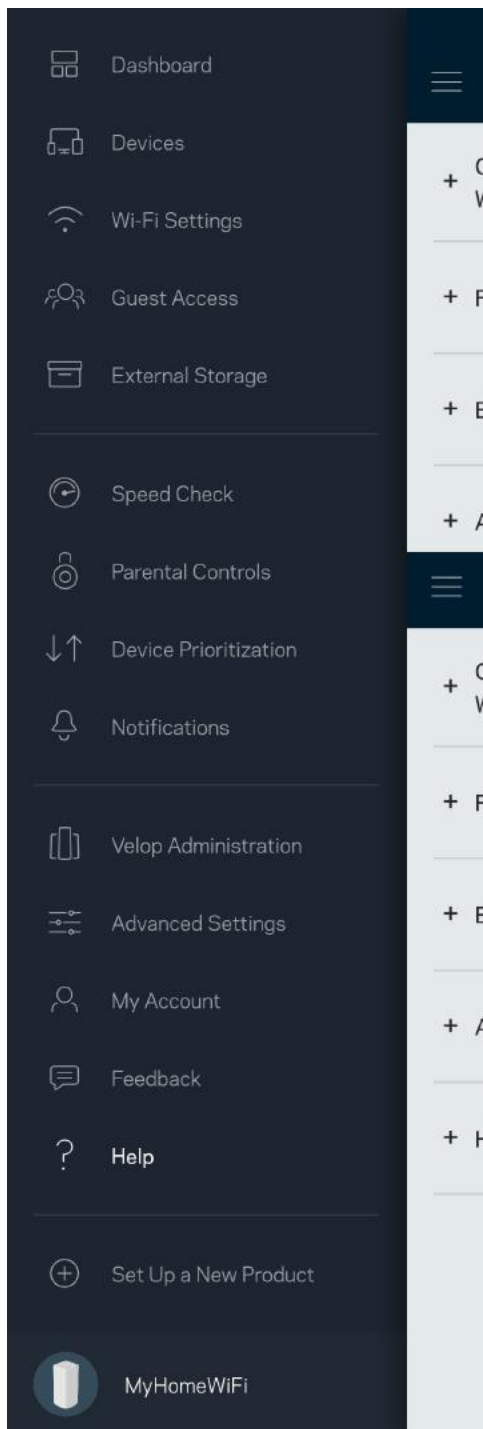 Dashboard
Devices
Wi-Fi Settings
Guest Access
External Storage
Speed Check
Parental Controls
Device Prioritization
Notifications
Velop Administration
Advanced Settings
My Account
Feedback
Help
Set Up a New Product
MyHomeWiFi